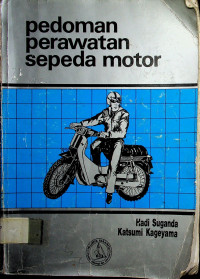 pedoman
perawatan
sepeda motor
Hadi Suganda
Katsumi Kageyama